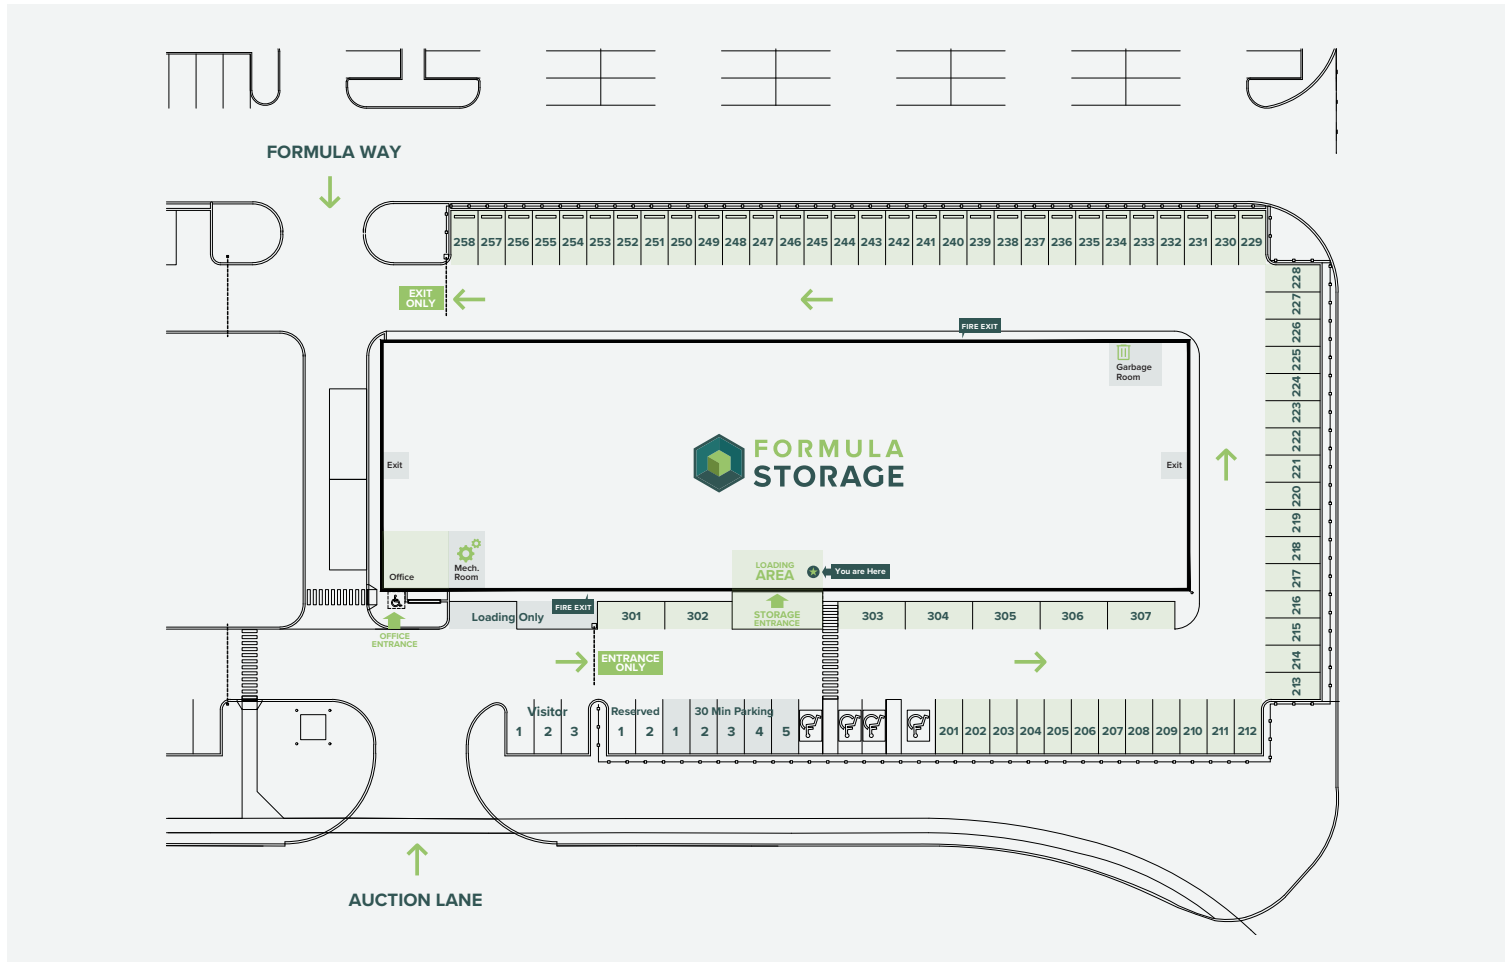 FORMULA WAY
258 257 256 255 254 253 252 251 250 249 248 247 246 245 244 243 242 241 240 239 238 237 236 235 234 233 232 231 230 229
228
227
226
225
224
223
222
221
220
219
218
217
216
215
214
213
EXIT
ONLY
FIRE EXIT
Garbage
Room
FORMULA
STORAGE
Exit
Exit
Office
Mech.
Room
LOADING
AREA
You are Here
Loading Only
FIRE EXIT
301 302
STORAGE
ENTRANCE
303 304 305 306 307
OFFICE
ENTRANCE
ENTRANCE
ONLY
Visitor
1 2 3
Reserved
1 2
30 Min Parking
1 2 3 4 5
201 202 203 204 205 206 207 208 209 210 211 212
AUCTION LANE